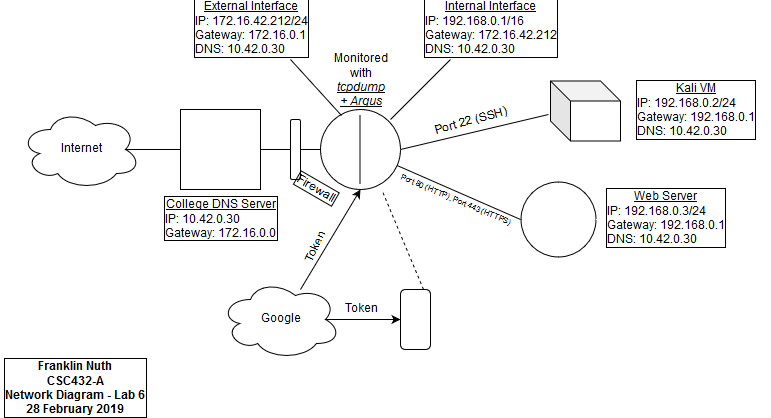 External Interface
IP: 172.16.42.212/24
Gateway: 172.16.0.1
DNS: 10.42.0.30
Internal Interface
IP: 192.168.0.1/16
Gateway: 172.16.42.212
DNS: 10.42.0.30
Monitored
with
tcpdump
+ Argus
Kali VM
IP: 192.168.0.2/24
Gateway: 192.168.0.1
DNS: 10.42.0.30
Port 22 (SSH)
Internet
Firewall
Port 80 (HTTP), Port 443 (HTTPS)
Web Server
IP: 192.168.0.3/24
Gateway: 192.168.0.1
DNS: 10.42.0.30
College DNS Server
IP: 10.42.0.30
Gateway: 172.16.0.0
Token
Google
Token
Franklin Nuth
CSC432-A
Network Diagram - Lab 6
28 February 2019